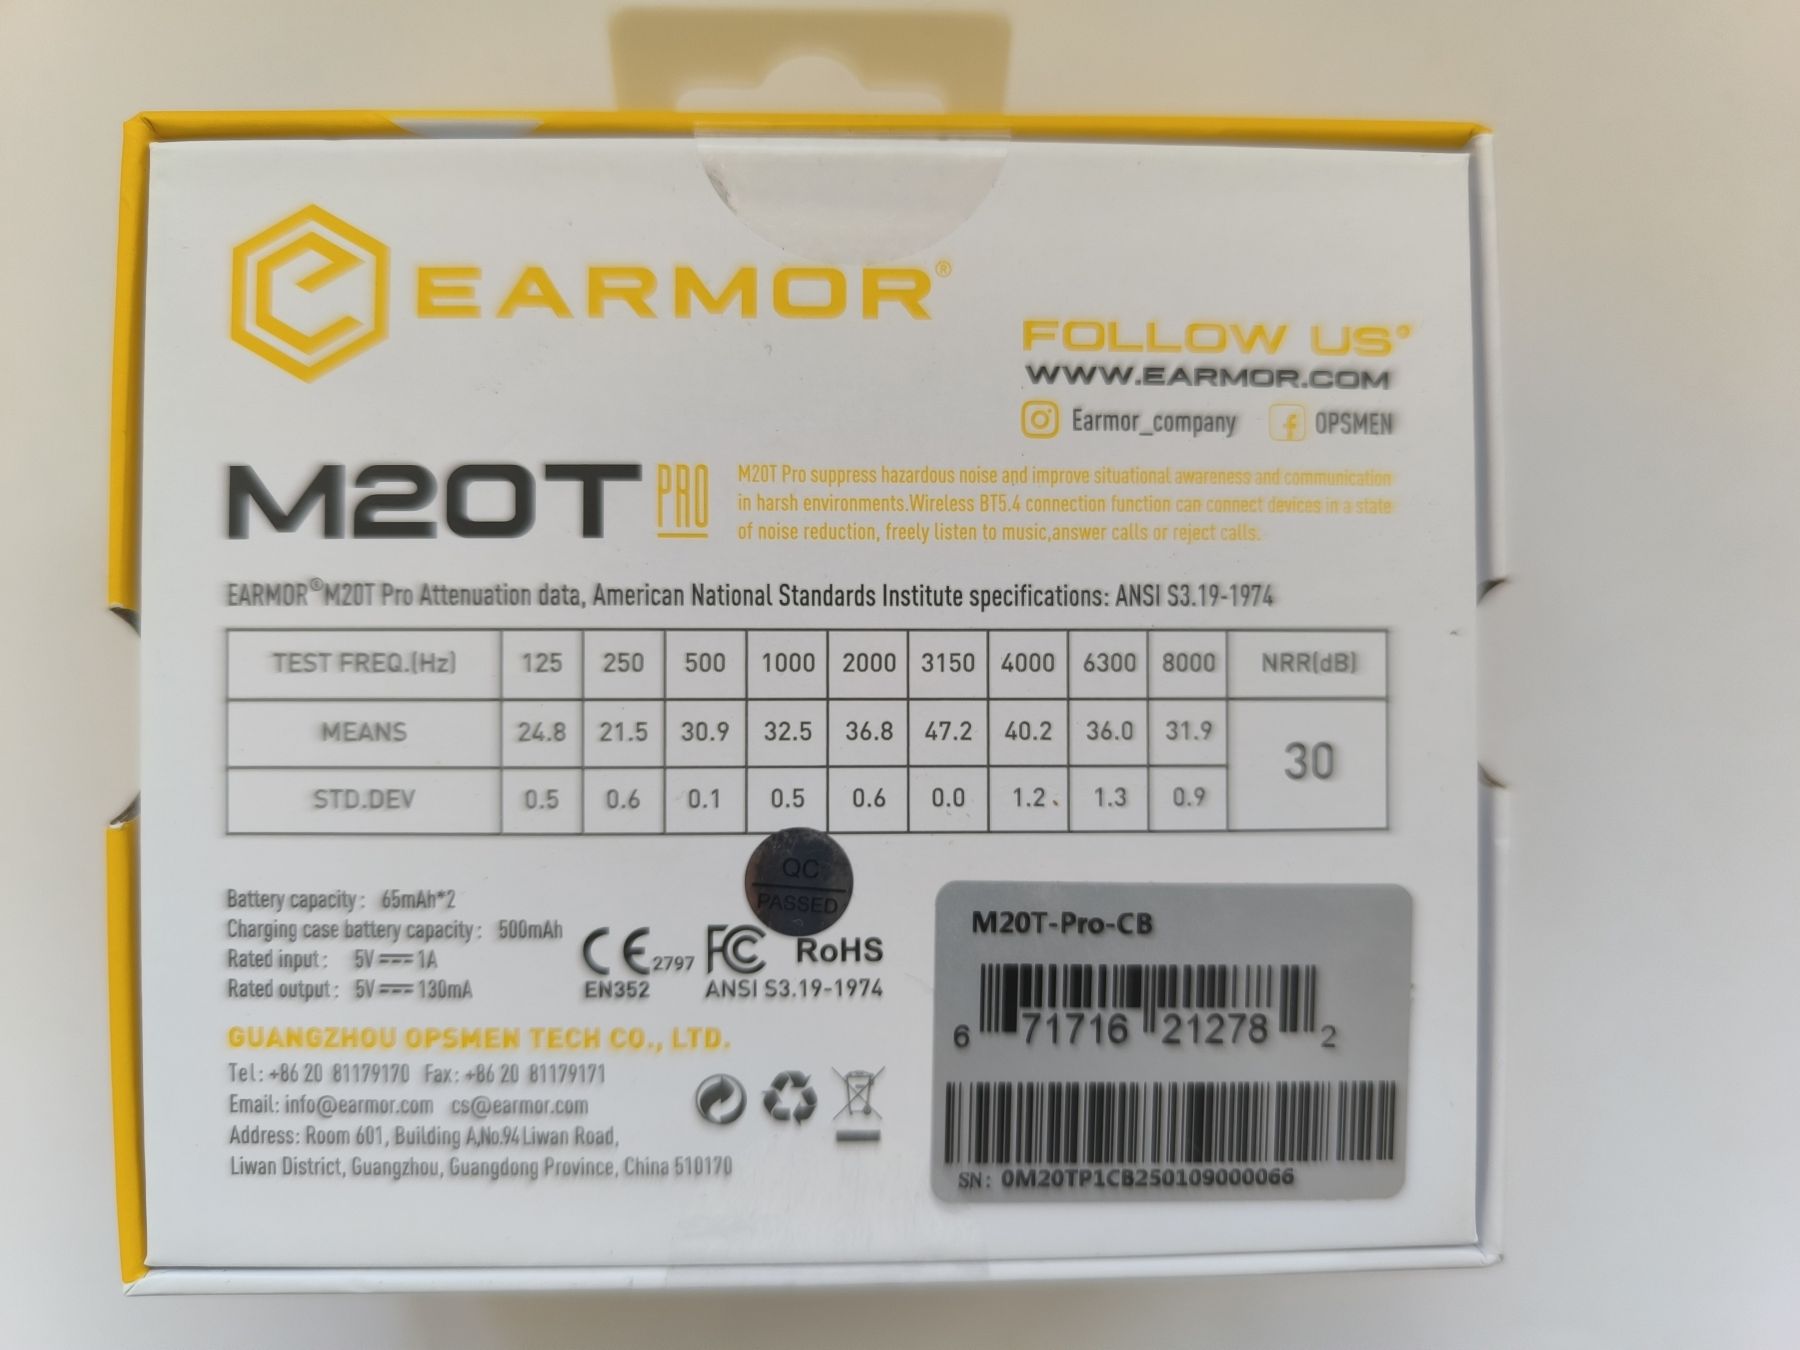 EARMOR®
FOLLOW US
WWW.EARMOR.COM
Earmor_company OPSMEN
M20T PRO
M20T Pro suppress hazardous noise and improve situational awareness and communication
in harsh environments.Wireless BT5.4 connection function can connect devices in a state
of noise reduction, freely listen to music,answer calls or reject calls.
EARMOR®M20T Pro Attenuation data, American National Standards Institute specifications: ANSI S3.19-1974
TEST FREQ.(Hz) 125 250 500 1000 2000 3150 4000 6300 8000 NRR(dB)
MEANS 24.8 21.5 30.9 32.5 36.8 47.2 40.2 36.0 31.9
30
STD.DEV 0.5 0.6 0.1 0.5 0.6 0.0 1.2 1.3 0.9
QC
PASSED
Battery capacity: 65mAh*2
Charging case battery capacity: 500mAh
Rated input: 5V 1A
Rated output: 5V 130mA
CE 2797 FC RoHS
EN352 ANSI S3.19-1974
GUANGZHOU OPSMEN TECH CO., LTD.
Tel: +86 20 81179170 Fax: +86 20 81179171
Email: info@earmor.com cs@earmor.com
Address: Room 601, Building A,No.94 Liwan Road,
Liwan District, Guangzhou, Guangdong Province, China 510170
M20T-Pro-CB
6 71716 21278 2
SN: 0M20TP1CB250109000066